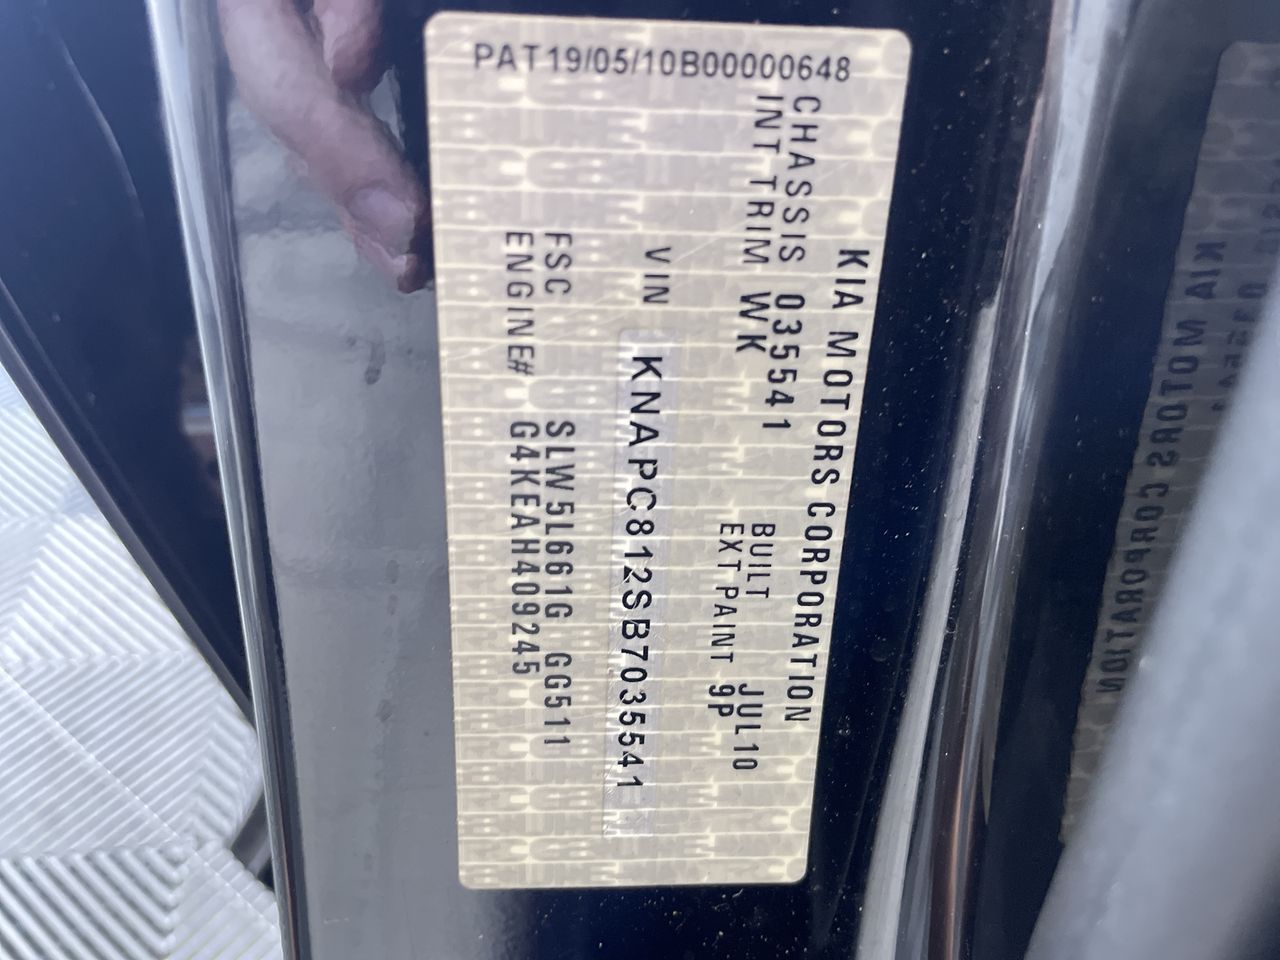 PAT19/05/10B00000648
KIA MOTORS CORPORATION
CHASSIS 035541 BUILT JUL10
INT TRIM WK EXT PAINT 9P
VIN KNAPC812SB7035541
FSC SLW5L661G GG511
ENGINE# G4KEAH409245
KIA MOTORS CORPORATION